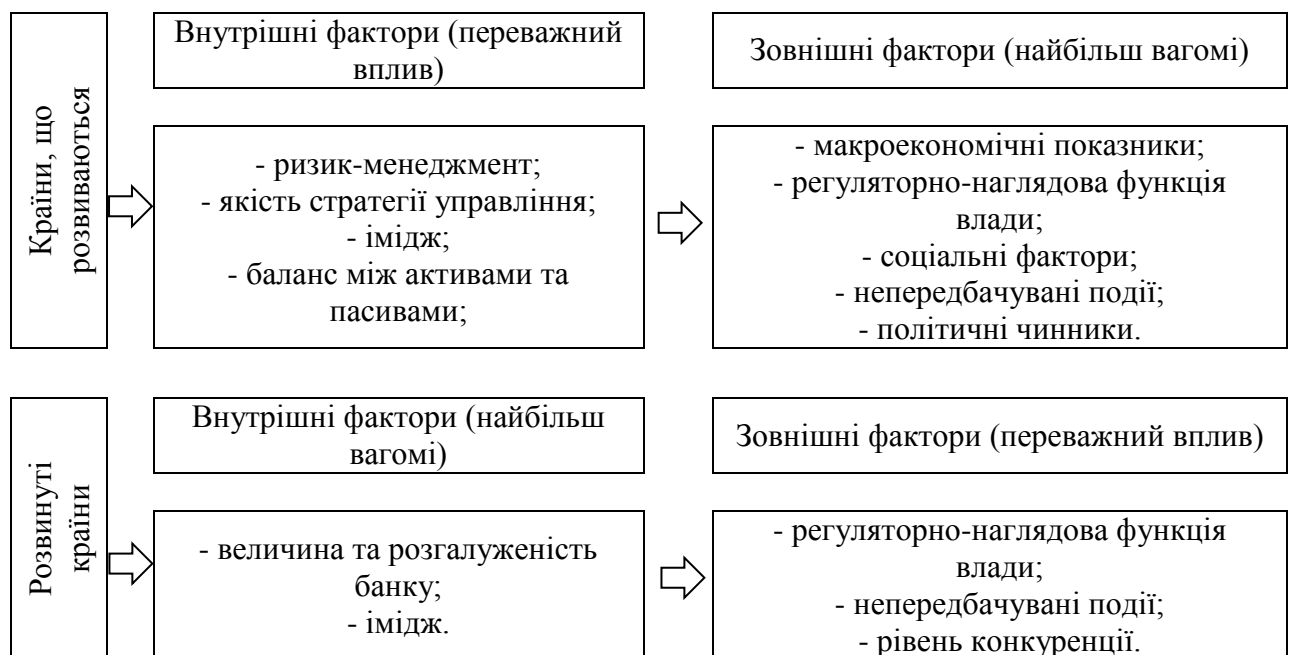 Країни, що
розвиваються
Внутрішні фактори (переважний
вплив)
Зовнішні фактори (найбільш вагомі)
- ризик-менеджмент;
- якість стратегії управління;
- імідж;
- баланс між активами та
пасивами;
- макроекономічні показники;
- регуляторно-наглядова функція
влади;
- соціальні фактори;
- непередбачувані події;
- політичні чинники.
Розвинуті
країни
Внутрішні фактори (найбільш
вагомі)
Зовнішні фактори (переважний вплив)
- величина та розгалуженість
банку;
- імідж.
- регуляторно-наглядова функція
влади;
- непередбачувані події;
- рівень конкуренції.